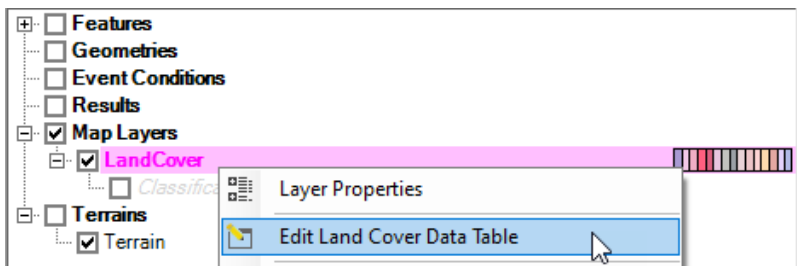 Features
Geometries
Event Conditions
Results
Map Layers
LandCover
Layer Properties
Terrains
Terrain
Edit Land Cover Data Table